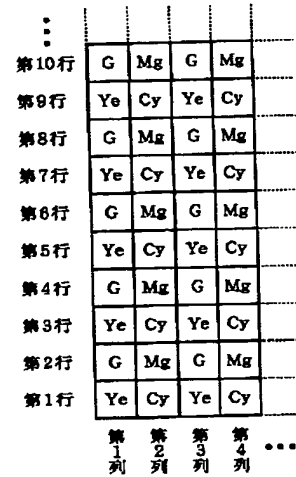 第10行 G Mg G Mg
第9行 Ye Cy Ye Cy
第8行 G Mg G Mg
第7行 Ye Cy Ye Cy
第6行 G Mg G Mg
第5行 Ye Cy Ye Cy
第4行 G Mg G Mg
第3行 Ye Cy Ye Cy
第2行 G Mg G Mg
第1行 Ye Cy Ye Cy
第1列 第2列 第3列 第4列